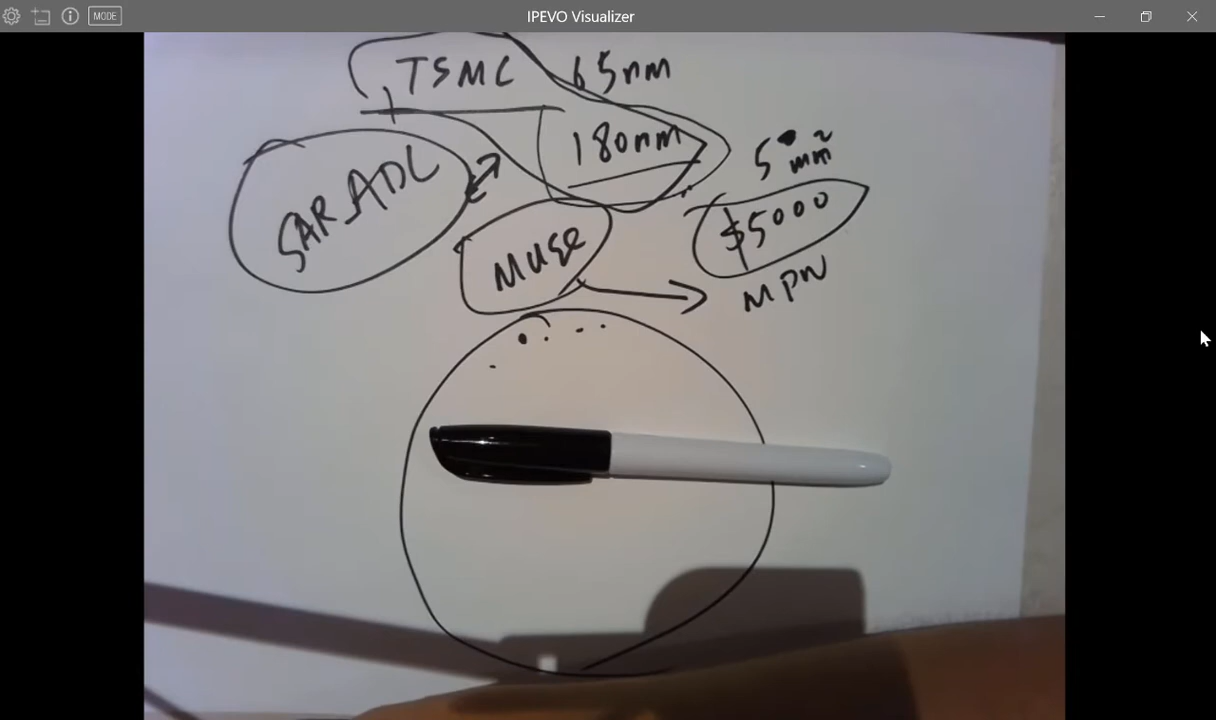 IPEVO Visualizer
MODE
TSMC 65nm
180nm
SAR ADC
5 mm²
$5000
Muse
MPW